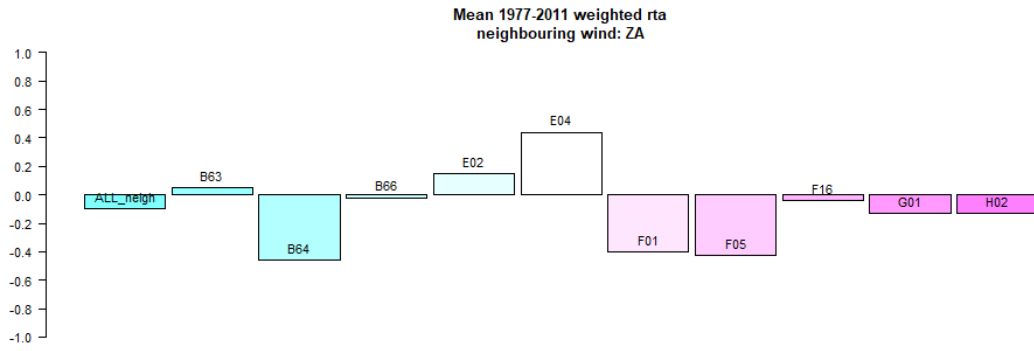 Mean 1977-2011 weighted rta
neighbouring wind: ZA
1.0
0.8
0.6
0.4
0.2
0.0
-0.2
-0.4
-0.6
-0.8
-1.0
ALL_neigh
B63
B64
B66
E02
E04
F01
F05
F16
G01
H02